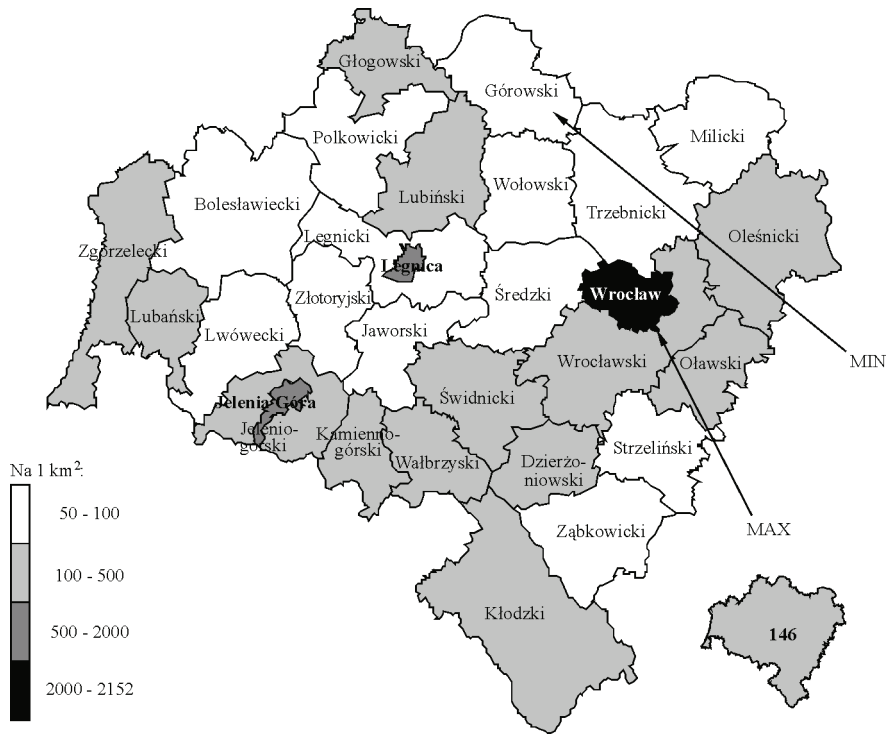 Głogowski
Górowski
Polkowicki
Milicki
Lubiński
Wołowski
Bolesławiecki
Trzebnicki
Oleśnicki
Legnicki
Zgorzelecki
Legnica
Złotoryjski
Średzki
Wrocław
Lubański
Lwówecki
Jaworski
Wrocławski
Oławski
MIN
Jelenia Góra
Świdnicki
Jelenio-
górski
Kamienno-
górski
Wałbrzyski
Dzierżo-
niowski
Strzeliński
MAX
Ząbkowicki
Kłodzki
146
Na 1 km²:
50 - 100
100 - 500
500 - 2000
2000 - 2152